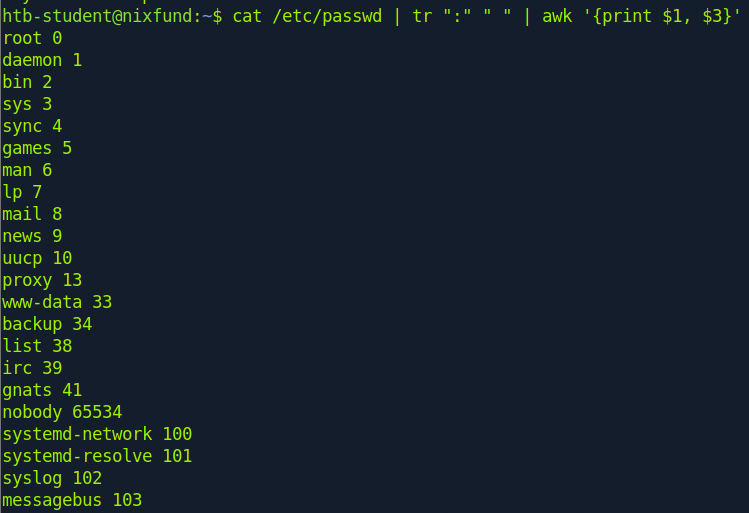 htb-student@nixfund:~$ cat /etc/passwd | tr ":" " " | awk '{print $1, $3}'
root 0
daemon 1
bin 2
sys 3
sync 4
games 5
man 6
lp 7
mail 8
news 9
uucp 10
proxy 13
www-data 33
backup 34
list 38
irc 39
gnats 41
nobody 65534
systemd-network 100
systemd-resolve 101
syslog 102
messagebus 103